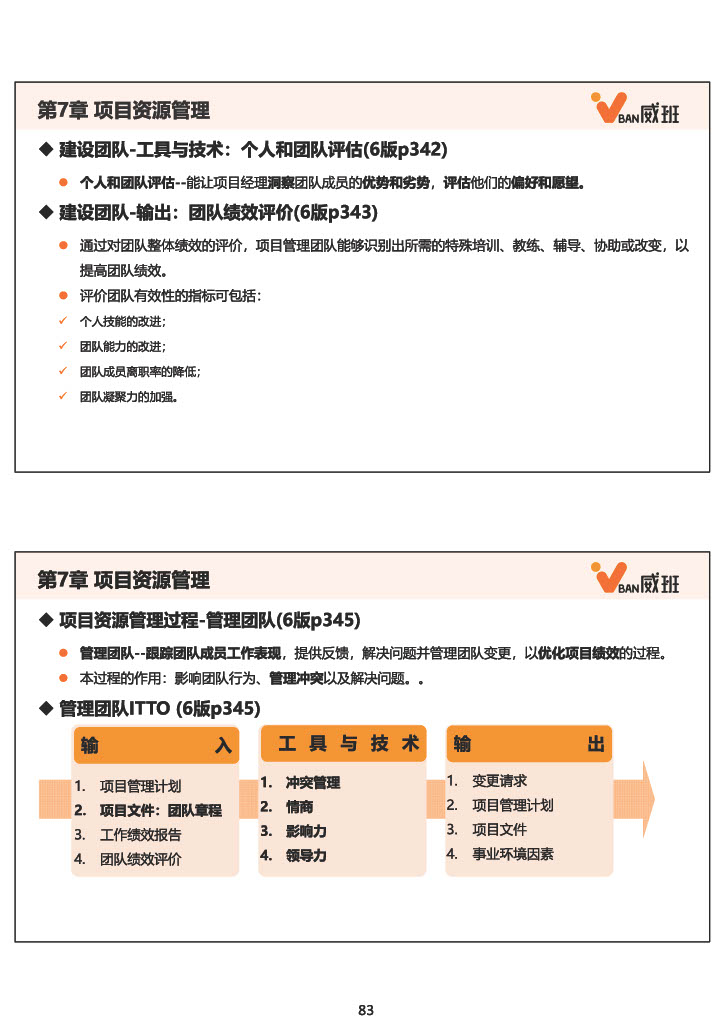 第7章 项目资源管理
BAN威班
◆ 建设团队-工具与技术：个人和团队评估(6版p342)
● 个人和团队评估--能让项目经理洞察团队成员的优势和劣势，评估他们的偏好和愿望。
◆ 建设团队-输出：团队绩效评价(6版p343)
● 通过对团队整体绩效的评价，项目管理团队能够识别出所需的特殊培训、教练、辅导、协助或改变，以
提高团队绩效。
● 评价团队有效性的指标可包括：
✓ 个人技能的改进；
✓ 团队能力的改进；
✓ 团队成员离职率的降低；
✓ 团队凝聚力的加强。
第7章 项目资源管理
BAN威班
◆ 项目资源管理过程-管理团队(6版p345)
● 管理团队--跟踪团队成员工作表现，提供反馈，解决问题并管理团队变更，以优化项目绩效的过程。
● 本过程的作用：影响团队行为、管理冲突以及解决问题。。
◆ 管理团队ITTO (6版p345)
输 入
1. 项目管理计划
2. 项目文件：团队章程
3. 工作绩效报告
4. 团队绩效评价
工 具 与 技 术
1. 冲突管理
2. 情商
3. 影响力
4. 领导力
输 出
1. 变更请求
2. 项目管理计划
3. 项目文件
4. 事业环境因素
83